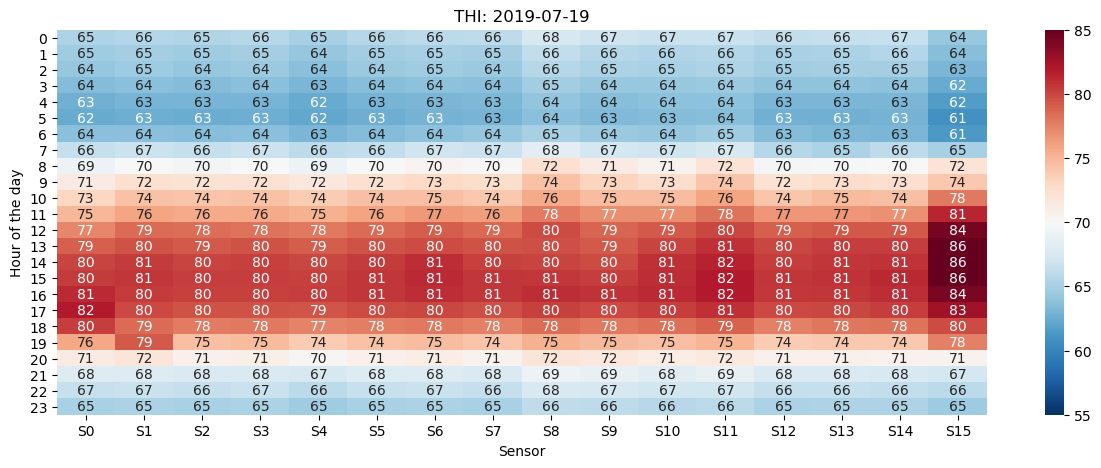 THI: 2019-07-19
Hour of the day
0 65 66 65 66 65 66 66 66 68 67 67 67 66 66 67 64
1 65 65 65 65 64 65 65 65 66 66 66 66 65 65 66 64
2 64 65 64 64 64 64 65 64 66 65 65 65 65 65 65 63
3 64 64 63 64 63 64 64 64 65 64 64 64 64 64 64 62
4 63 63 63 63 62 63 63 63 64 64 64 64 63 63 63 62
5 62 63 63 63 62 63 63 63 64 63 63 64 63 63 63 61
6 64 64 64 64 63 64 64 64 65 64 64 65 63 63 63 61
7 66 67 66 67 66 66 67 67 68 67 67 67 66 65 66 65
8 69 70 70 70 69 70 70 70 72 71 71 72 70 70 70 72
9 71 72 72 72 72 72 73 73 74 73 73 74 72 73 73 74
10 73 74 74 74 74 74 75 74 76 75 75 76 74 75 74 78
11 75 76 76 76 75 76 77 76 78 77 77 78 77 77 77 81
12 77 79 78 78 78 79 79 79 80 79 79 80 79 79 79 84
13 79 80 79 80 79 80 80 80 80 79 80 81 80 80 80 86
14 80 81 80 80 80 80 81 80 80 80 81 82 80 81 80 86
15 80 81 80 80 80 81 81 81 81 80 81 82 81 81 81 86
16 81 80 80 80 80 81 81 81 81 81 81 82 81 81 81 84
17 82 80 80 80 79 80 80 80 80 80 80 81 80 80 80 83
18 80 79 78 78 77 78 78 78 78 78 78 79 78 78 78 80
19 76 79 75 75 74 74 75 74 75 75 75 75 74 74 74 78
20 71 72 71 71 70 71 71 71 72 72 71 72 71 71 71 71
21 68 68 68 68 67 68 68 68 69 69 68 69 68 68 68 67
22 67 67 66 67 66 66 67 66 68 67 67 67 66 66 66 66
23 65 65 65 65 65 65 65 65 66 66 66 66 65 65 65 65
S0 S1 S2 S3 S4 S5 S6 S7 S8 S9 S10 S11 S12 S13 S14 S15
Sensor
85
80
75
70
65
60
55